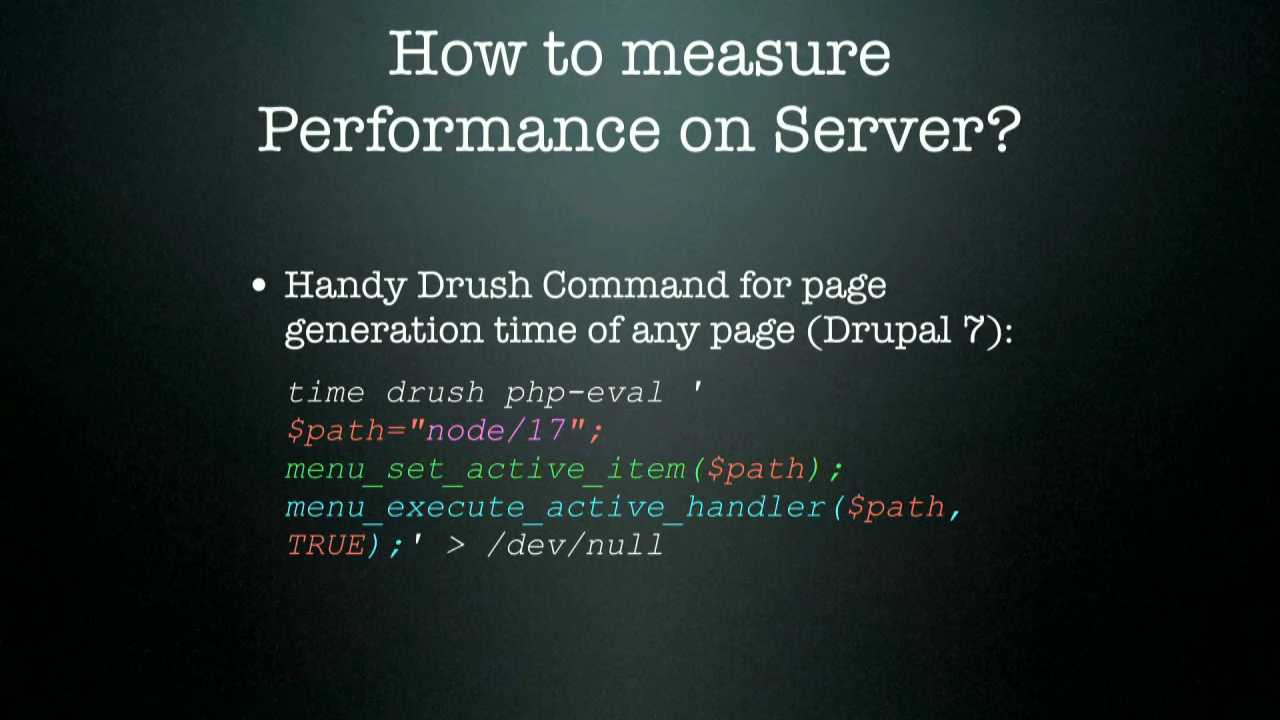 How to measure
Performance on Server?
• Handy Drush Command for page
generation time of any page (Drupal 7):
time drush php-eval '
$path="node/17";
menu_set_active_item($path);
menu_execute_active_handler($path,
TRUE);' > /dev/null